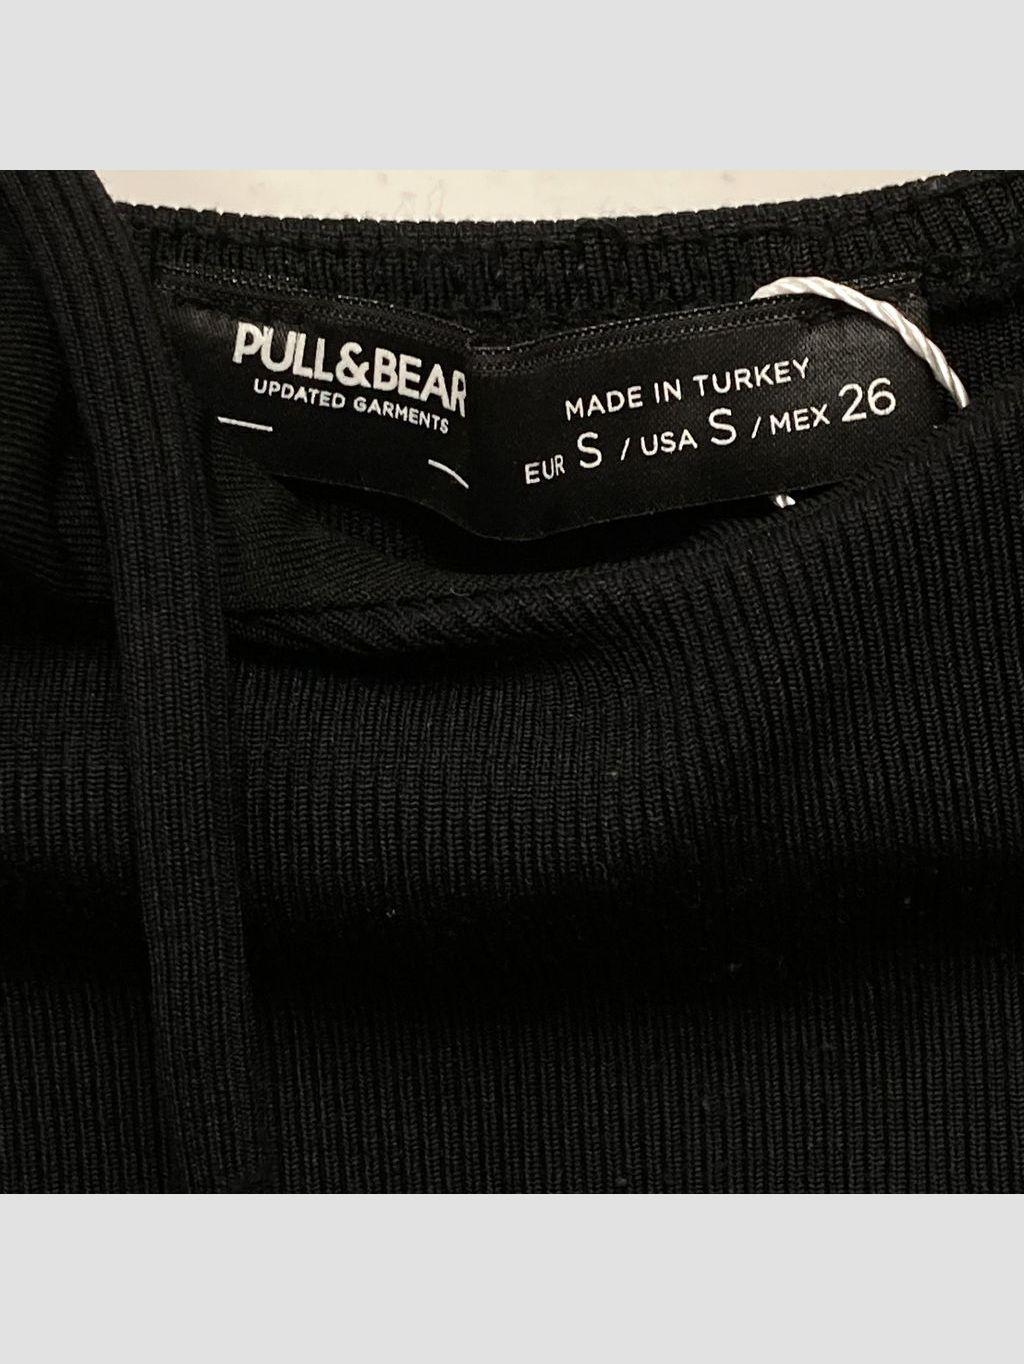 PULL&BEAR
UPDATED GARMENTS
MADE IN TURKEY
EUR S / USA S / MEX 26